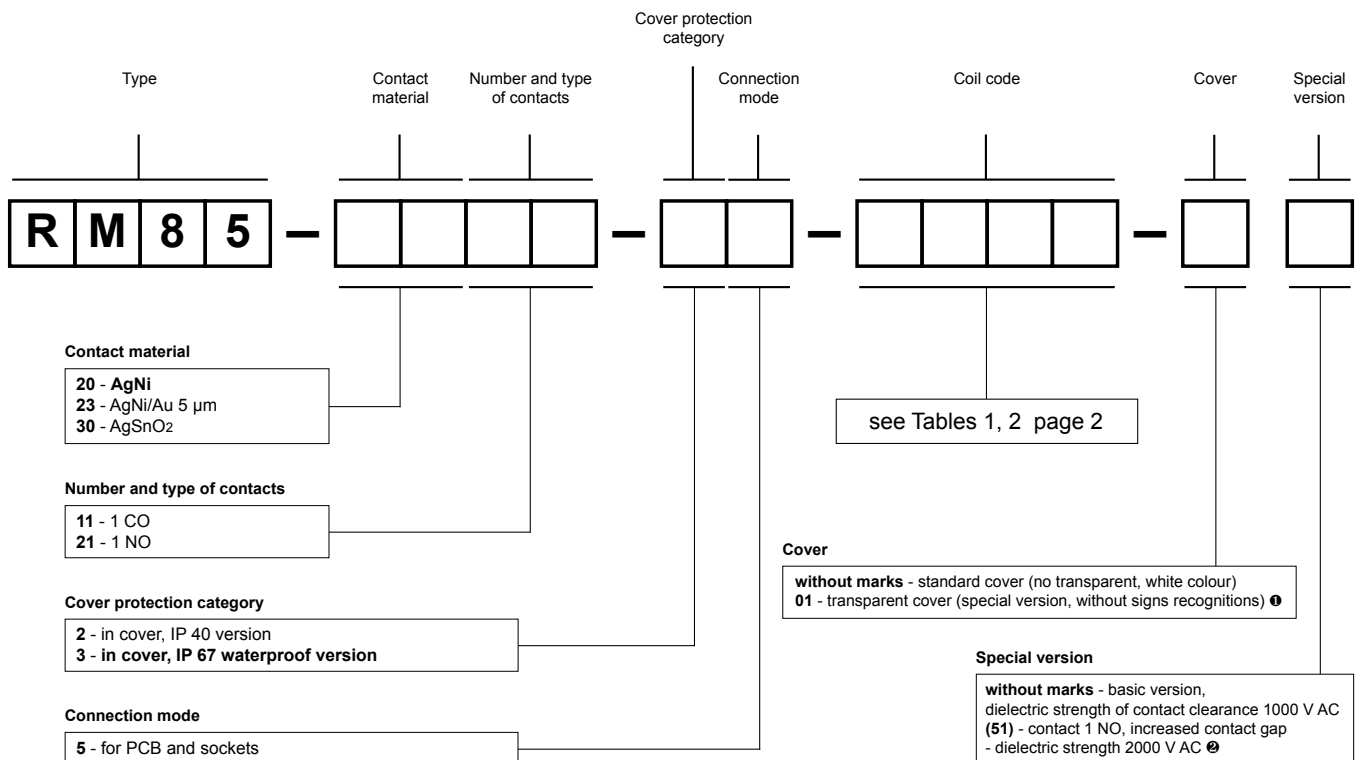 Cover protection
category
Type
Contact
material
Number and type
of contacts
Connection
mode
Coil code
Cover
Special
version
R M 8 5 – – – –
Contact material
20 - AgNi
23 - AgNi/Au 5 µm
30 - AgSnO2
see Tables 1, 2 page 2
Number and type of contacts
11 - 1 CO
21 - 1 NO
Cover
without marks - standard cover (no transparent, white colour)
01 - transparent cover (special version, without signs recognitions) ❶
Cover protection category
2 - in cover, IP 40 version
3 - in cover, IP 67 waterproof version
Special version
without marks - basic version,
dielectric strength of contact clearance 1000 V AC
(51) - contact 1 NO, increased contact gap
- dielectric strength 2000 V AC ❷
Connection mode
5 - for PCB and sockets